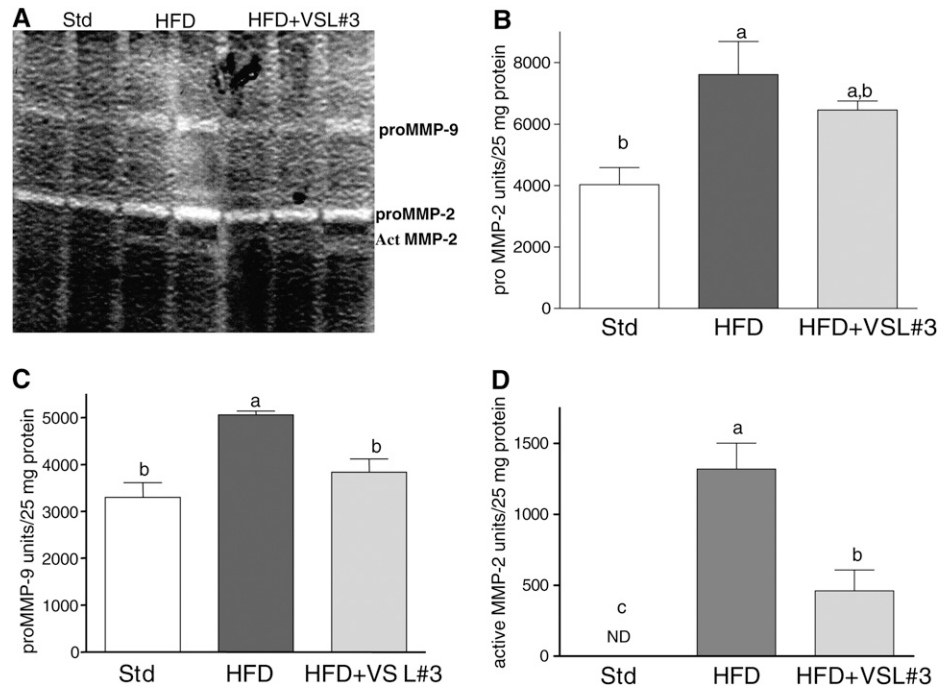 A
Std HFD HFD+VSL#3
proMMP-9
proMMP-2
Act MMP-2
B
pro MMP-2 units/25 mg protein
8000
6000
4000
2000
0
b
a
a,b
Std HFD HFD+VSL#3
C
proMMP-9 units/25 mg protein
5000
4000
3000
2000
1000
0
b
a
b
Std HFD HFD+VS L#3
D
active MMP-2 units/25 mg protein
1500
1000
500
0
c
ND
a
b
Std HFD HFD+VSL#3